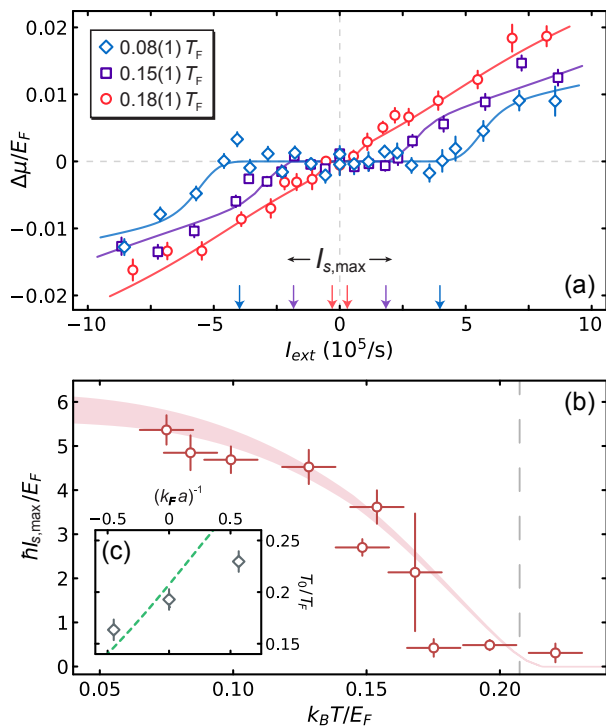 0.02
0.01
0
−0.01
−0.02
Δμ/E_F
0.08(1) T_F
0.15(1) T_F
0.18(1) T_F
I_s,max
(a)
−10
−5
0
5
10
I_ext (10^5/s)
6
5
4
3
2
1
0
ħI_s,max/E_F
(b)
(k_F a)^-1
−0.5
0.0
0.5
(c)
0.25
0.20
0.15
T_0/T_F
0.05
0.10
0.15
0.20
k_B T/E_F